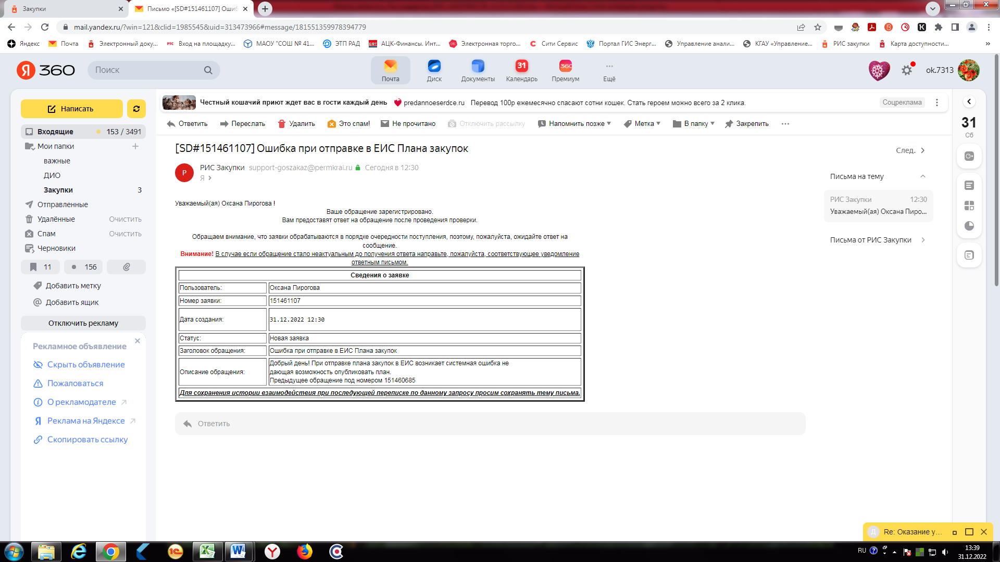 Закупки
Письмо «[SD#151461107] Ошиб
mail.yandex.ru/?win=121&clid=1985545&uid=313473966#message/181551359978394779
Яндекс
Почта
Электронный доку...
РТС
Вход на площадку...
МАОУ "СОШ № 41...
ЭТП РАД
БФТ
АЦК-Финансы. Инт...
Электронная торго...
Сити Сервис
Портал ГИС Энерг...
Управление анали...
КГАУ «Управление...
РИС закупки
Карта доступности...
»
Я 360
Поиск
Почта
Диск
Документы
31
Календарь
360
Премиум
Ещё
ok.7313
Написать
Входящие
153 / 3491
Мои папки
важные
ДИО
Закупки
3
Отправленные
Удалённые
Очистить
Спам
Очистить
Черновики
11
156
Добавить метку
Добавить ящик
Отключить рекламу
Рекламное объявление
Скрыть объявление
Пожаловаться
О рекламодателе
Реклама на Яндексе
Скопировать ссылку
Честный кошачий приют ждет вас в гости каждый день
predannoeserdce.ru
Перевод 100р ежемесячно спасают сотни кошек. Стать героем можно всего за 2 клика.
Соцреклама
Ответить
Переслать
Удалить
Это спам!
Не прочитано
Отключить рассылку
Напомнить позже
Метка
В папку
Закрепить
[SD#151461107] Ошибка при отправке в ЕИС Плана закупок
След.
Р
РИС Закупки support-goszakaz@permkrai.ru Сегодня в 12:30
Я
Уважаемый(ая) Оксана Пирогова !
Ваше обращение зарегистрировано.
Вам предоставят ответ на обращение после проведения проверки.
Обращаем внимание, что заявки обрабатываются в порядке очередности поступления, поэтому, пожалуйста, ожидайте ответ на
сообщение.
Внимание! В случае если обращение стало неактуальным до получения ответа направьте, пожалуйста, соответствующее уведомление
ответным письмом.
Сведения о заявке
Пользователь:
Оксана Пирогова
Номер заявки:
151461107
Дата создания:
31.12.2022 12:30
Статус:
Новая заявка
Заголовок обращения:
Ошибка при отправке в ЕИС Плана закупок
Описание обращения:
Добрый день! При отправке плана закупок в ЕИС возникает системная ошибка не
дающая возможность опубликовать план.
Предыдущее обращение под номером 151460685
Для сохранения истории взаимодействия при последующей переписке по данному запросу просим сохранять тему письма.
Ответить
Письма на тему
РИС Закупки
12:30
Уважаемый(ая) Оксана Пиро...
Письма от РИС Закупки
31
Сб
Д
Re: Оказание у...
RU
13:39
31.12.2022